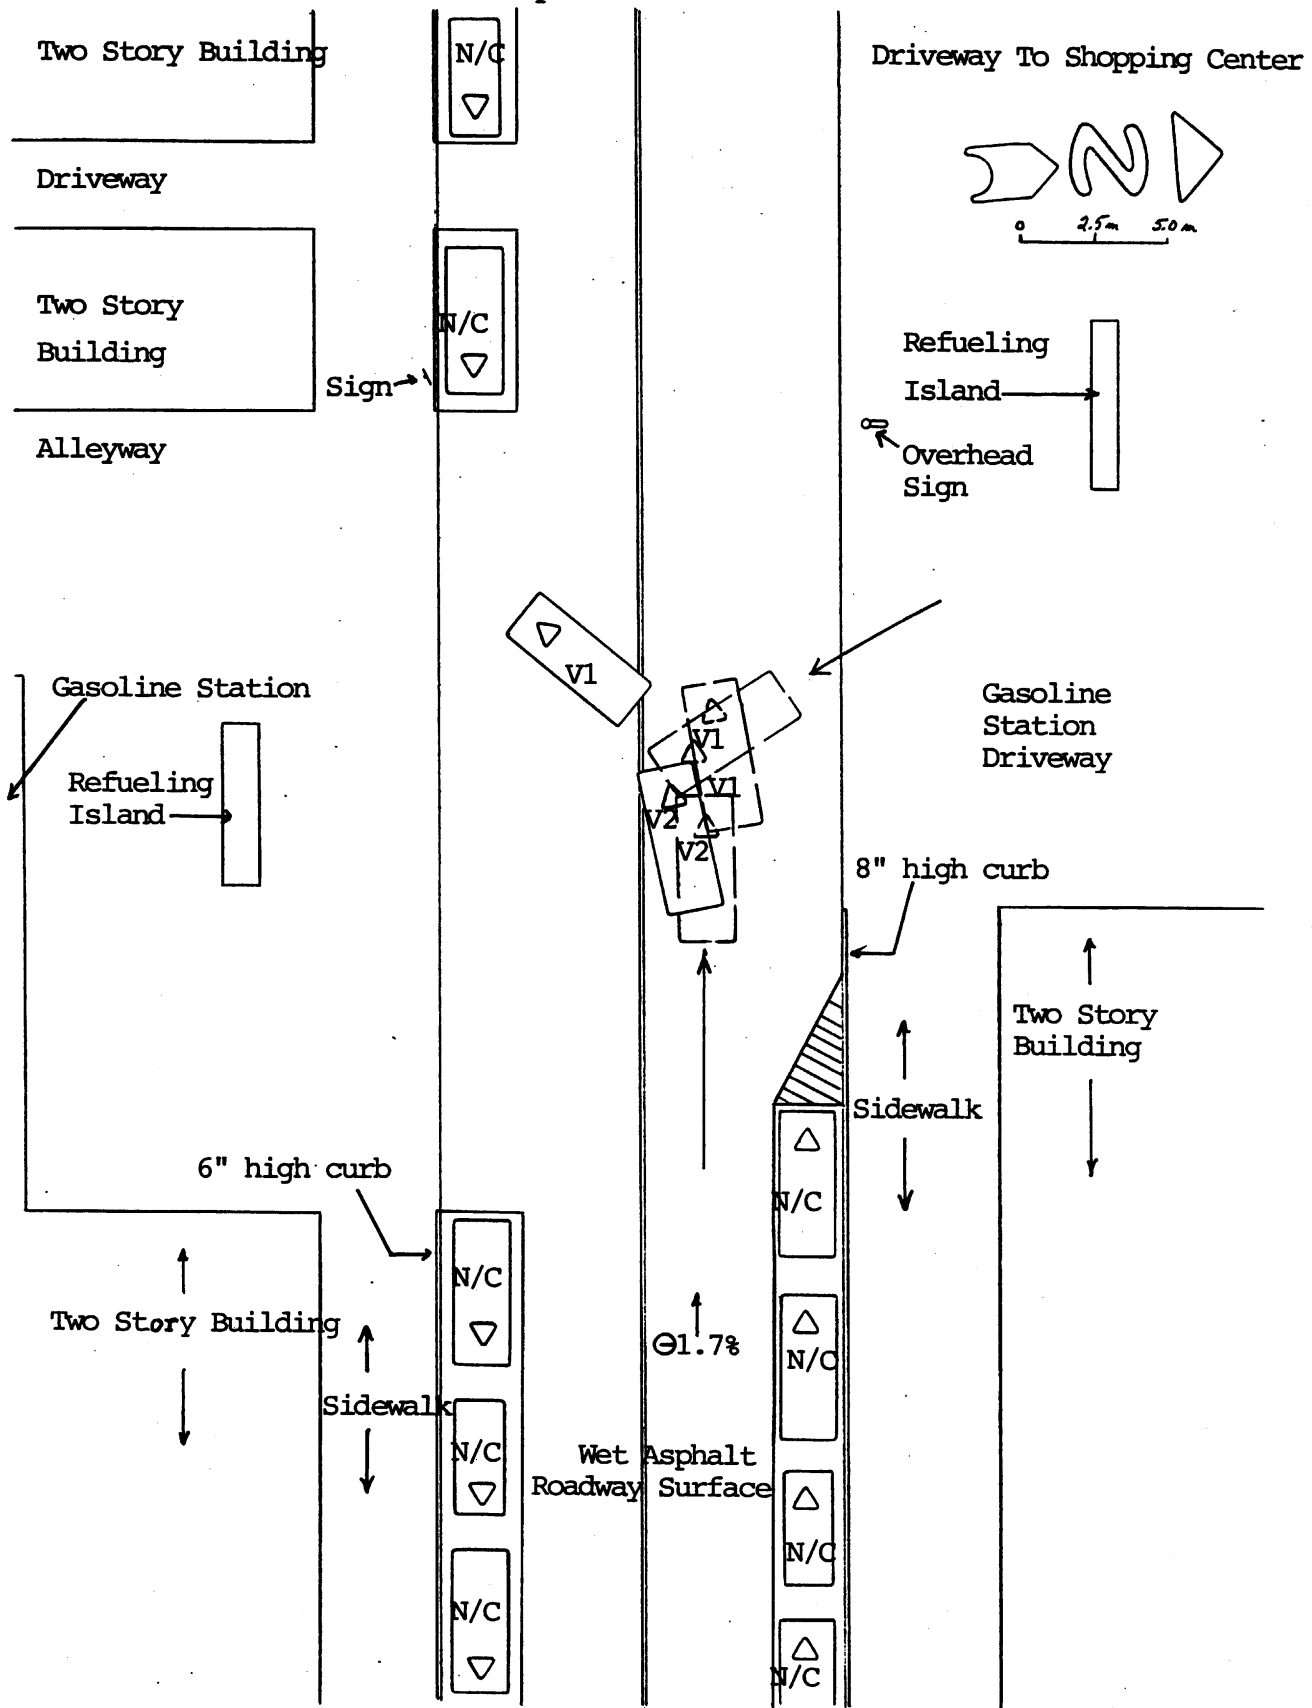 Two Story Building
N/C
Driveway To Shopping Center
Driveway
N
0 2.5m 5.0m
Two Story
Building
N/C
Sign
Refueling
Island
Overhead
Sign
Alleyway
V1
Gasoline Station
Gasoline
Station
Driveway
V1
Refueling
Island
V1
V2
V2
8" high curb
Two Story
Building
Sidewalk
6" high curb
N/C
N/C
Two Story Building
⊖1.7%
N/C
Sidewalk
N/C
Wet Asphalt
Roadway Surface
N/C
N/C
N/C